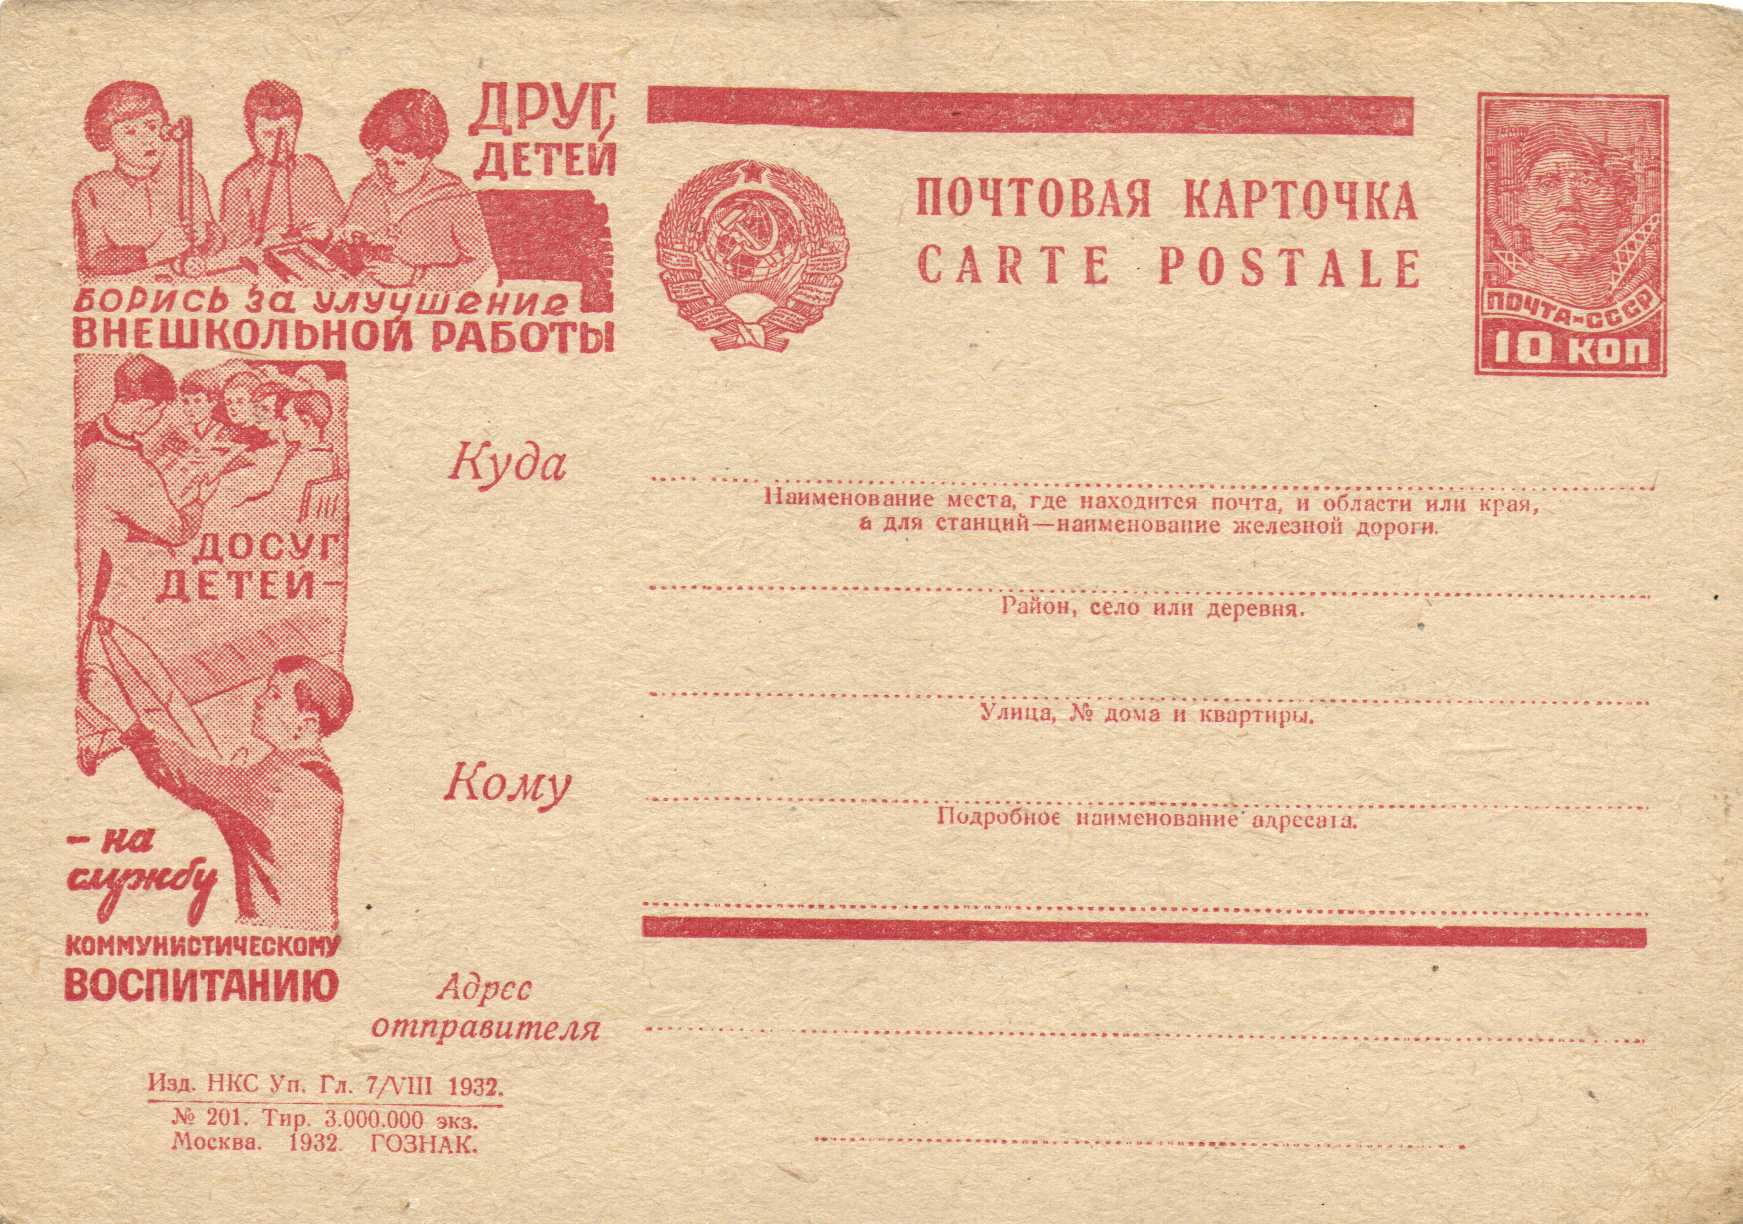 ДРУГ
ДЕТЕЙ
БОРИСЬ за улучшение
ВНЕШКОЛЬНОЙ РАБОТЫ
ДОСУГ
ДЕТЕЙ–
– на
службу
КОММУНИСТИЧЕСКОМУ
ВОСПИТАНИЮ
ПОЧТОВАЯ КАРТОЧКА
CARTE POSTALE
ПОЧТА-СССР
10 КОП
Куда
Наименование места, где находится почта, и области или края,
а для станций—наименование железной дороги.
Район, село или деревня.
Улица, № дома и квартиры.
Кому
Подробное наименование адресата.
Адрес
отправителя
Изд. НКС Уп. Гл. 7/VIII 1932.
№ 201. Тир. 3.000.000 экз.
Москва. 1932. ГОЗНАК.